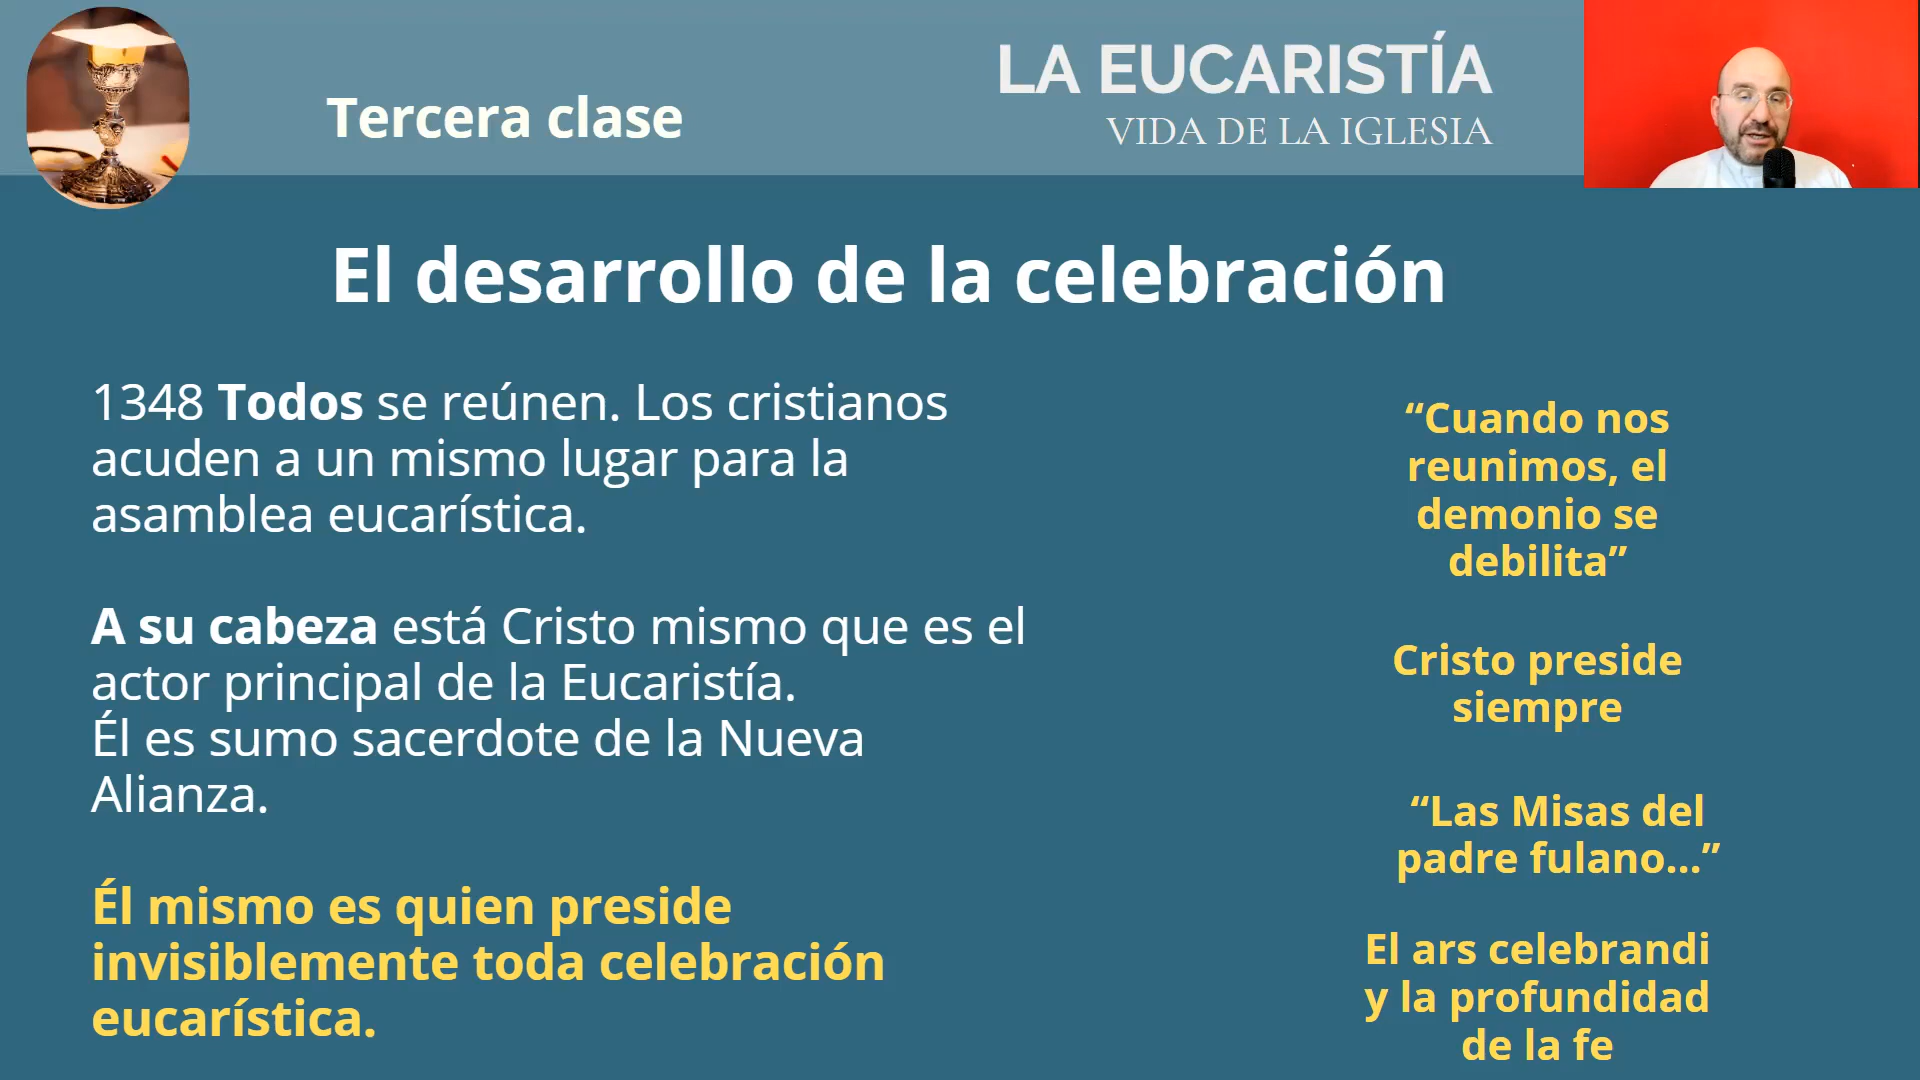 Tercera clase
LA EUCARISTÍA
VIDA DE LA IGLESIA
El desarrollo de la celebración
1348 Todos se reúnen. Los cristianos
acuden a un mismo lugar para la
asamblea eucarística.
A su cabeza está Cristo mismo que es el
actor principal de la Eucaristía.
Él es sumo sacerdote de la Nueva
Alianza.
Él mismo es quien preside
invisiblemente toda celebración
eucarística.
“Cuando nos
reunimos, el
demonio se
debilita”
Cristo preside
siempre
“Las Misas del
padre fulano...”
El ars celebrandi
y la profundidad
de la fe